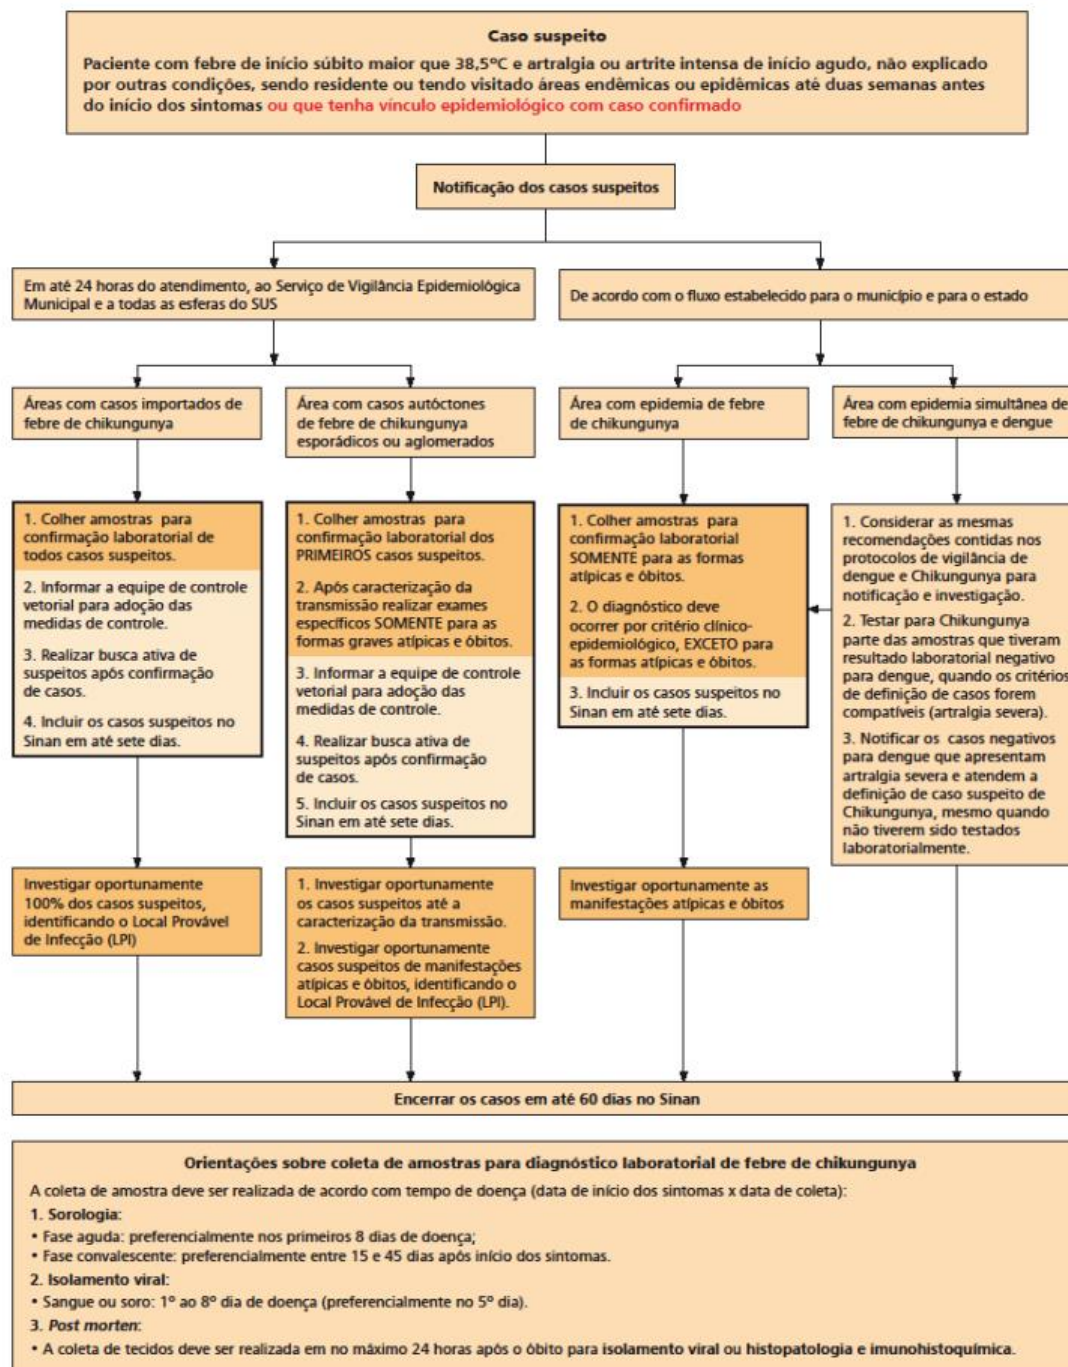 Caso suspeito
Paciente com febre de início súbito maior que 38,5ºC e artralgia ou artrite intensa de início agudo, não explicado
por outras condições, sendo residente ou tendo visitado áreas endêmicas ou epidêmicas até duas semanas antes
do início dos sintomas ou que tenha vínculo epidemiológico com caso confirmado
Notificação dos casos suspeitos
Em até 24 horas do atendimento, ao Serviço de Vigilância Epidemiológica
Municipal e a todas as esferas do SUS
De acordo com o fluxo estabelecido para o município e para o estado
Áreas com casos importados de
febre de chikungunya
Área com casos autóctones
de febre de chikungunya
esporádicos ou aglomerados
Área com epidemia de febre
de chikungunya
Área com epidemia simultânea de
febre de chikungunya e dengue
1. Colher amostras para
confirmação laboratorial de
todos casos suspeitos.
2. Informar a equipe de controle
vetorial para adoção das
medidas de controle.
3. Realizar busca ativa de
suspeitos após confirmação
de casos.
4. Incluir os casos suspeitos no
Sinan em até sete dias.
1. Colher amostras para
confirmação laboratorial dos
PRIMEIROS casos suspeitos.
2. Após caracterização da
transmissão realizar exames
específicos SOMENTE para as
formas graves atípicas e óbitos.
3. Informar a equipe de controle
vetorial para adoção das
medidas de controle.
4. Realizar busca ativa de
suspeitos após confirmação
de casos.
5. Incluir os casos suspeitos no
Sinan em até sete dias.
1. Colher amostras para
confirmação laboratorial
SOMENTE para as formas
atípicas e óbitos.
2. O diagnóstico deve
ocorrer por critério clínico-
epidemiológico, EXCETO para
as formas atípicas e óbitos.
3. Incluir os casos suspeitos no
Sinan em até sete dias.
1. Considerar as mesmas
recomendações contidas nos
protocolos de vigilância de
dengue e Chikungunya para
notificação e investigação.
2. Testar para Chikungunya
parte das amostras que tiveram
resultado laboratorial negativo
para dengue, quando os critérios
de definição de casos forem
compatíveis (artralgia severa).
3. Notificar os casos negativos
para dengue que apresentam
artralgia severa e atendem a
definição de caso suspeito de
Chikungunya, mesmo quando
não tiverem sido testados
laboratorialmente.
Investigar oportunamente
100% dos casos suspeitos,
identificando o Local Provável
de Infecção (LPI)
1. Investigar oportunamente
os casos suspeitos até a
caracterização da transmissão.
2. Investigar oportunamente
casos suspeitos de manifestações
atípicas e óbitos, identificando o
Local Provável de Infecção (LPI).
Investigar oportunamente as
manifestações atípicas e óbitos
Encerrar os casos em até 60 dias no Sinan
Orientações sobre coleta de amostras para diagnóstico laboratorial de febre de chikungunya
A coleta de amostra deve ser realizada de acordo com tempo de doença (data de início dos sintomas x data de coleta):
1. Sorologia:
• Fase aguda: preferencialmente nos primeiros 8 dias de doença;
• Fase convalescente: preferencialmente entre 15 e 45 dias após início dos sintomas.
2. Isolamento viral:
• Sangue ou soro: 1º ao 8º dia de doença (preferencialmente no 5º dia).
3. Post morten:
• A coleta de tecidos deve ser realizada em no máximo 24 horas após o óbito para isolamento viral ou histopatologia e imunohistoquímica.